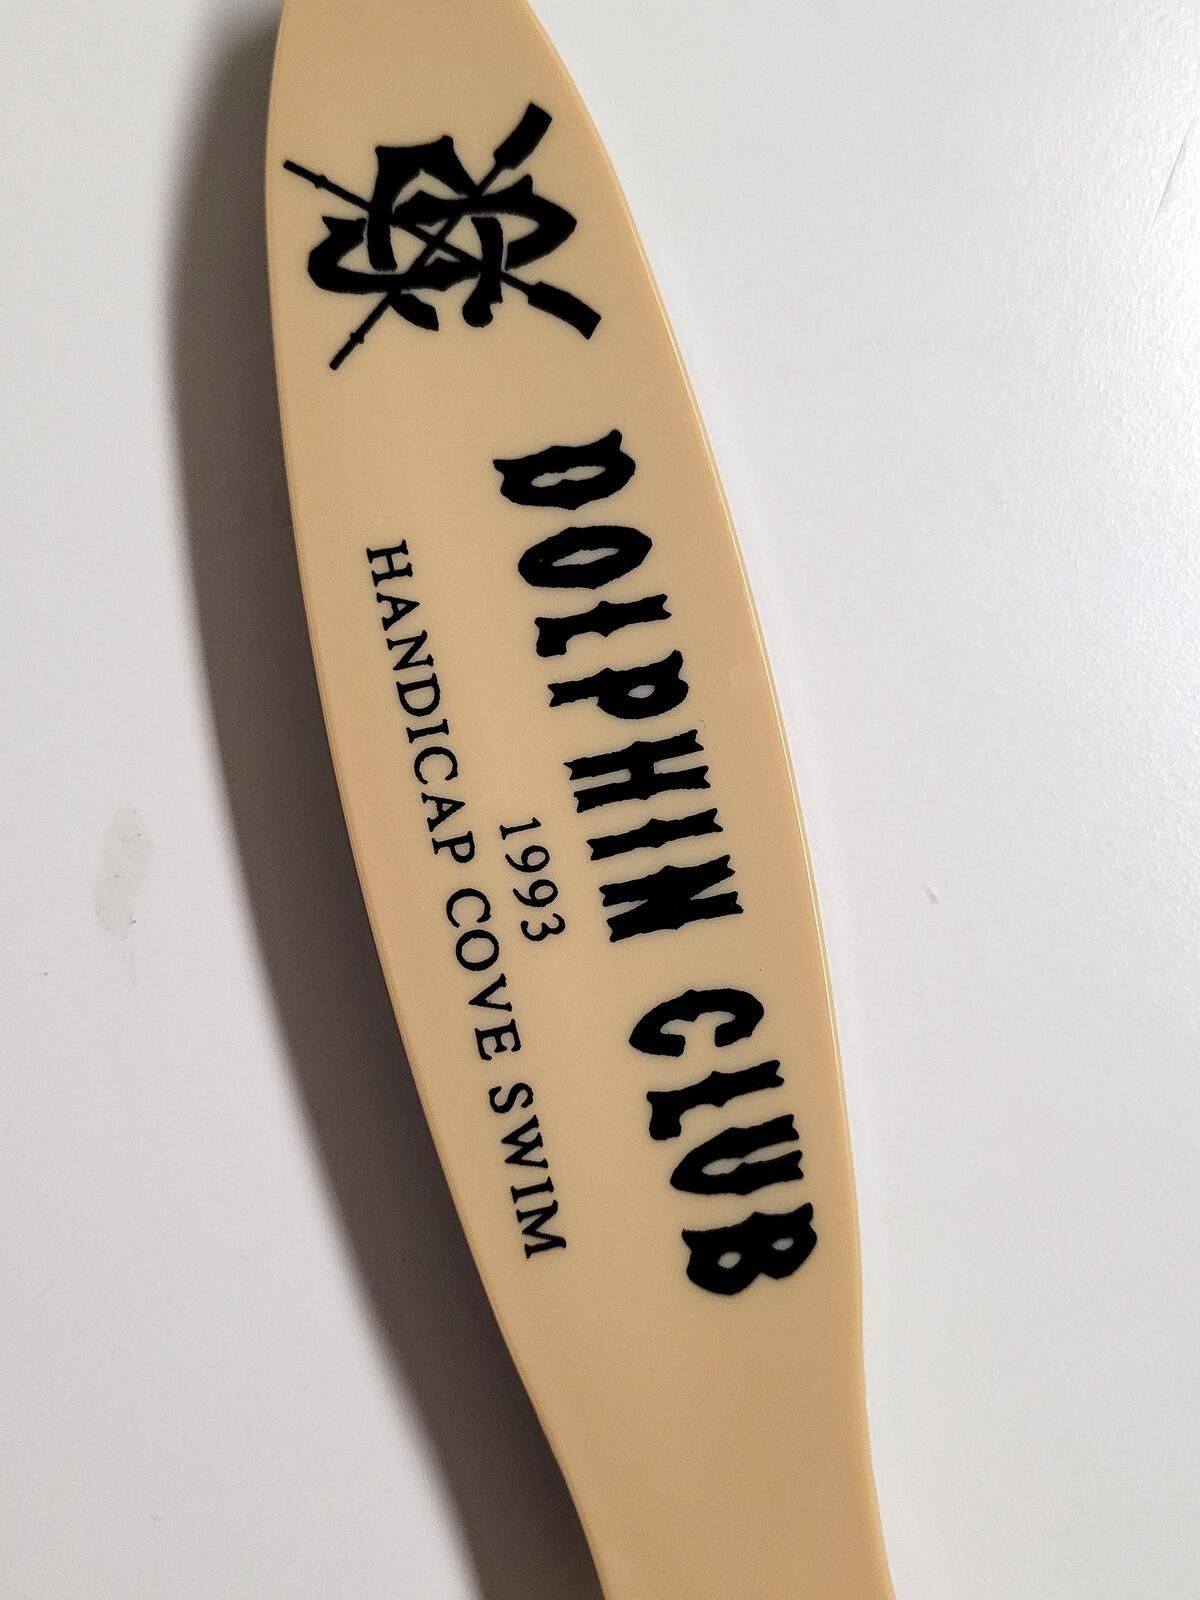 DOLPHIN CLUB
1993
HANDICAP COVE SWIM